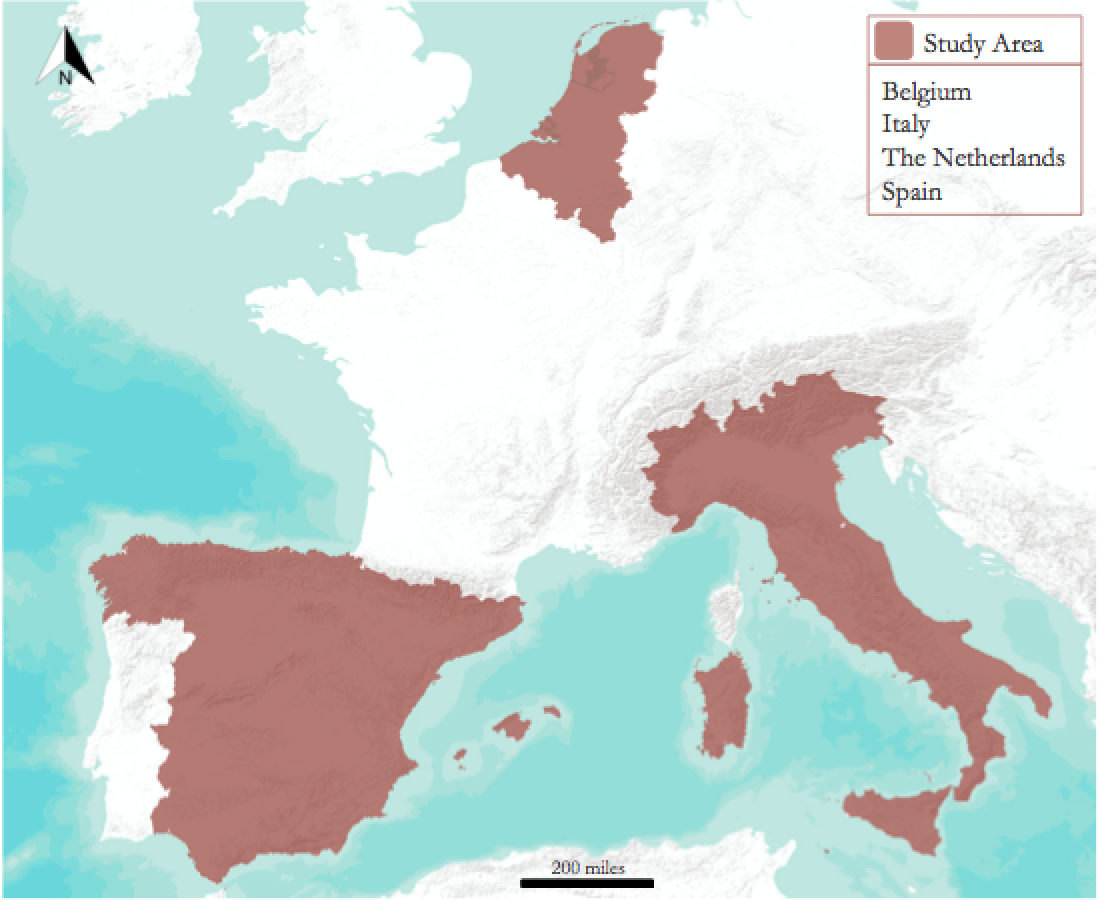 N
Study Area
Belgium
Italy
The Netherlands
Spain
200 miles